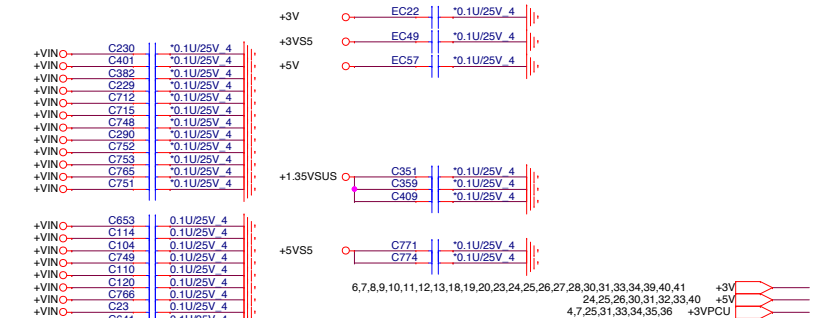 +3V EC22 *0.1U/25V_4
+3VS5 EC49 *0.1U/25V_4
+5V EC57 *0.1U/25V_4
+VIN C230 *0.1U/25V_4
+VIN C401 *0.1U/25V_4
+VIN C382 *0.1U/25V_4
+VIN C229 *0.1U/25V_4
+VIN C712 *0.1U/25V_4
+VIN C715 *0.1U/25V_4
+VIN C748 *0.1U/25V_4
+VIN C290 *0.1U/25V_4
+VIN C752 *0.1U/25V_4
+VIN C753 *0.1U/25V_4
+VIN C765 *0.1U/25V_4
+VIN C751 *0.1U/25V_4
+1.35VSUS C351 *0.1U/25V_4
C359 *0.1U/25V_4
C409 *0.1U/25V_4
+VIN C653 0.1U/25V_4
+VIN C114 0.1U/25V_4
+VIN C104 0.1U/25V_4
+VIN C749 0.1U/25V_4
+VIN C110 0.1U/25V_4
+VIN C120 0.1U/25V_4
+VIN C766 0.1U/25V_4
+VIN C23 0.1U/25V_4
+5VS5 C771 *0.1U/25V_4
C774 *0.1U/25V_4
6,7,8,9,10,11,12,13,18,19,20,23,24,25,26,27,28,30,31,33,34,39,40,41 +3V
24,25,26,30,31,32,33,40 +5V
4,7,25,31,33,34,35,36 +3VPCU